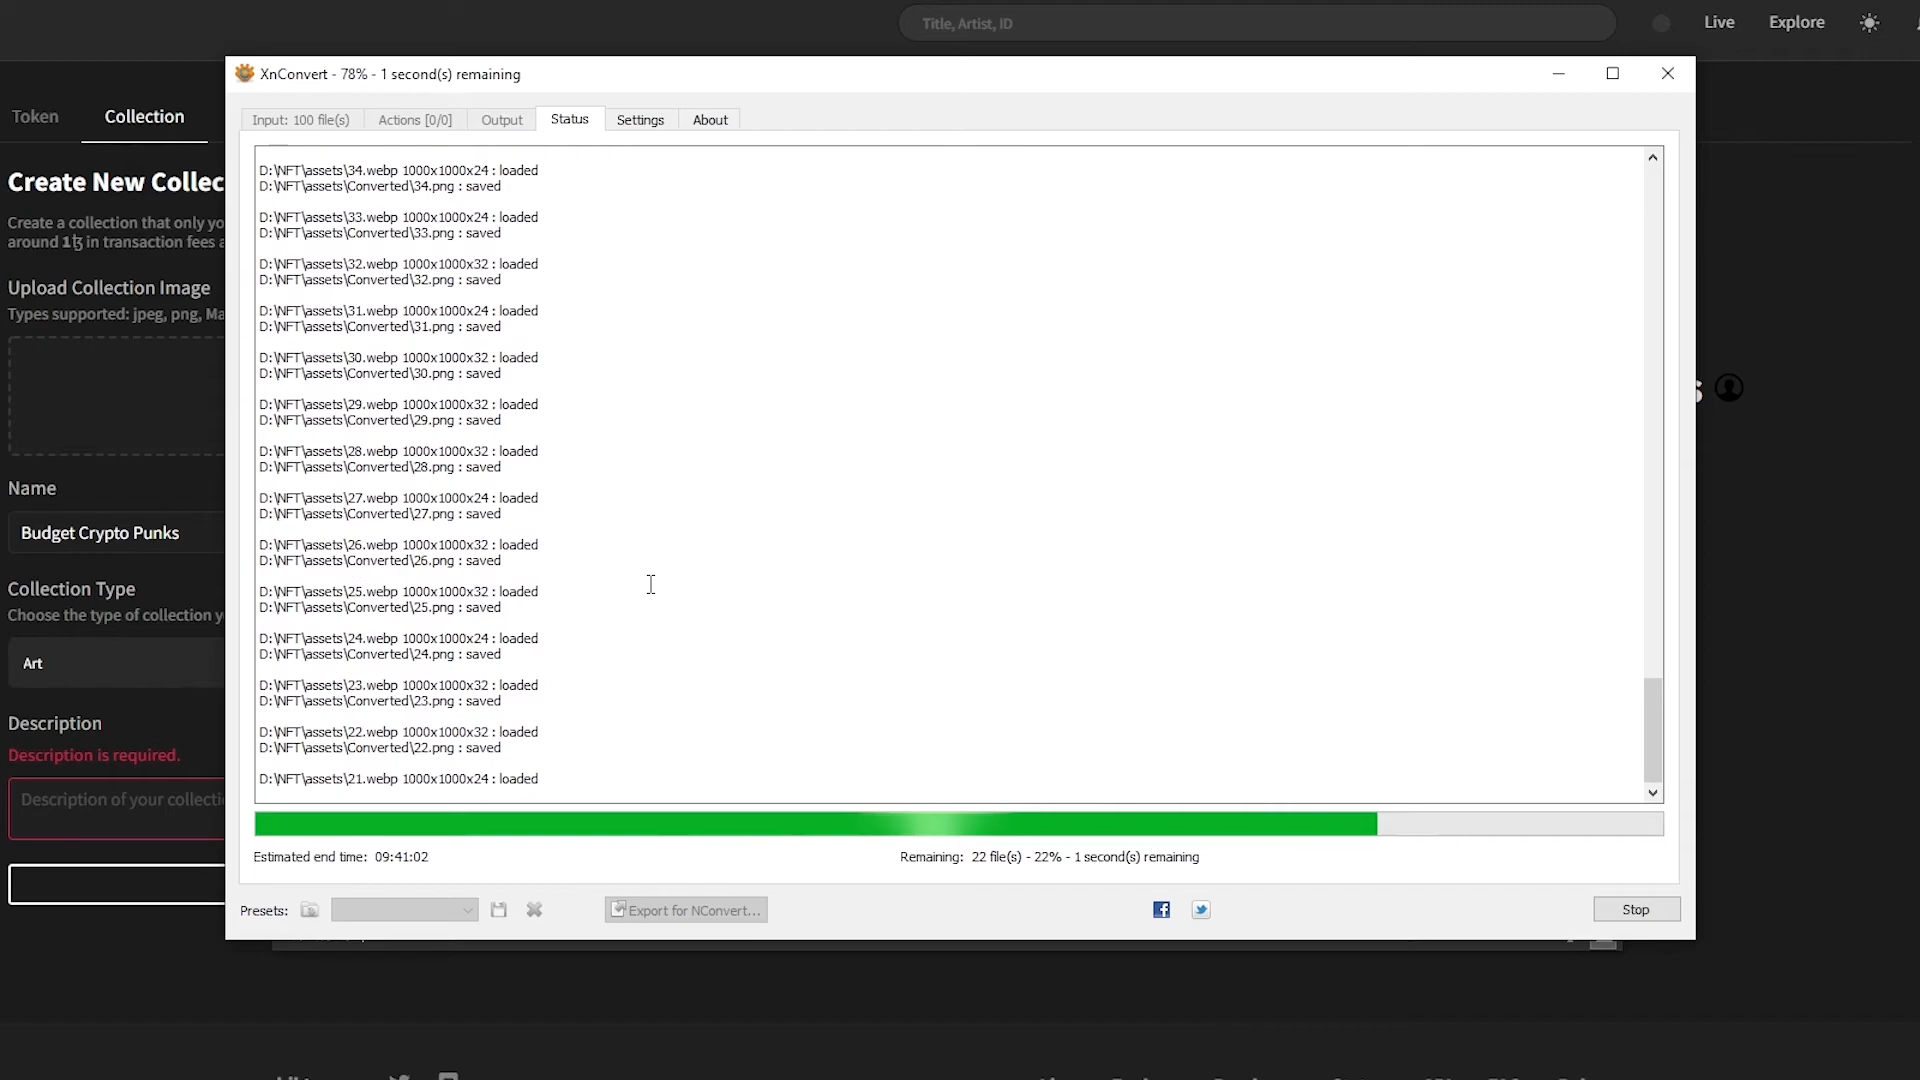 Title, Artist, ID
Live
Explore
XnConvert - 78% - 1 second(s) remaining
Token
Collection
Input: 100 file(s)
Actions [0/0]
Output
Status
Settings
About
Create New Collec
Create a collection that only yo
around 1ꜩ in transaction fees a
Upload Collection Image
Types supported: jpeg, png, Ma
Name
Budget Crypto Punks
Collection Type
Choose the type of collection y
Art
Description
Description is required.
Description of your collecti
D:\NFT\assets\34.webp 1000x1000x24 : loaded
D:\NFT\assets\Converted\34.png : saved
D:\NFT\assets\33.webp 1000x1000x24 : loaded
D:\NFT\assets\Converted\33.png : saved
D:\NFT\assets\32.webp 1000x1000x32 : loaded
D:\NFT\assets\Converted\32.png : saved
D:\NFT\assets\31.webp 1000x1000x24 : loaded
D:\NFT\assets\Converted\31.png : saved
D:\NFT\assets\30.webp 1000x1000x32 : loaded
D:\NFT\assets\Converted\30.png : saved
D:\NFT\assets\29.webp 1000x1000x32 : loaded
D:\NFT\assets\Converted\29.png : saved
D:\NFT\assets\28.webp 1000x1000x32 : loaded
D:\NFT\assets\Converted\28.png : saved
D:\NFT\assets\27.webp 1000x1000x24 : loaded
D:\NFT\assets\Converted\27.png : saved
D:\NFT\assets\26.webp 1000x1000x32 : loaded
D:\NFT\assets\Converted\26.png : saved
D:\NFT\assets\25.webp 1000x1000x32 : loaded
D:\NFT\assets\Converted\25.png : saved
D:\NFT\assets\24.webp 1000x1000x24 : loaded
D:\NFT\assets\Converted\24.png : saved
D:\NFT\assets\23.webp 1000x1000x32 : loaded
D:\NFT\assets\Converted\23.png : saved
D:\NFT\assets\22.webp 1000x1000x32 : loaded
D:\NFT\assets\Converted\22.png : saved
D:\NFT\assets\21.webp 1000x1000x24 : loaded
Estimated end time: 09:41:02
Remaining: 22 file(s) - 22% - 1 second(s) remaining
Presets:
Export for NConvert...
Stop